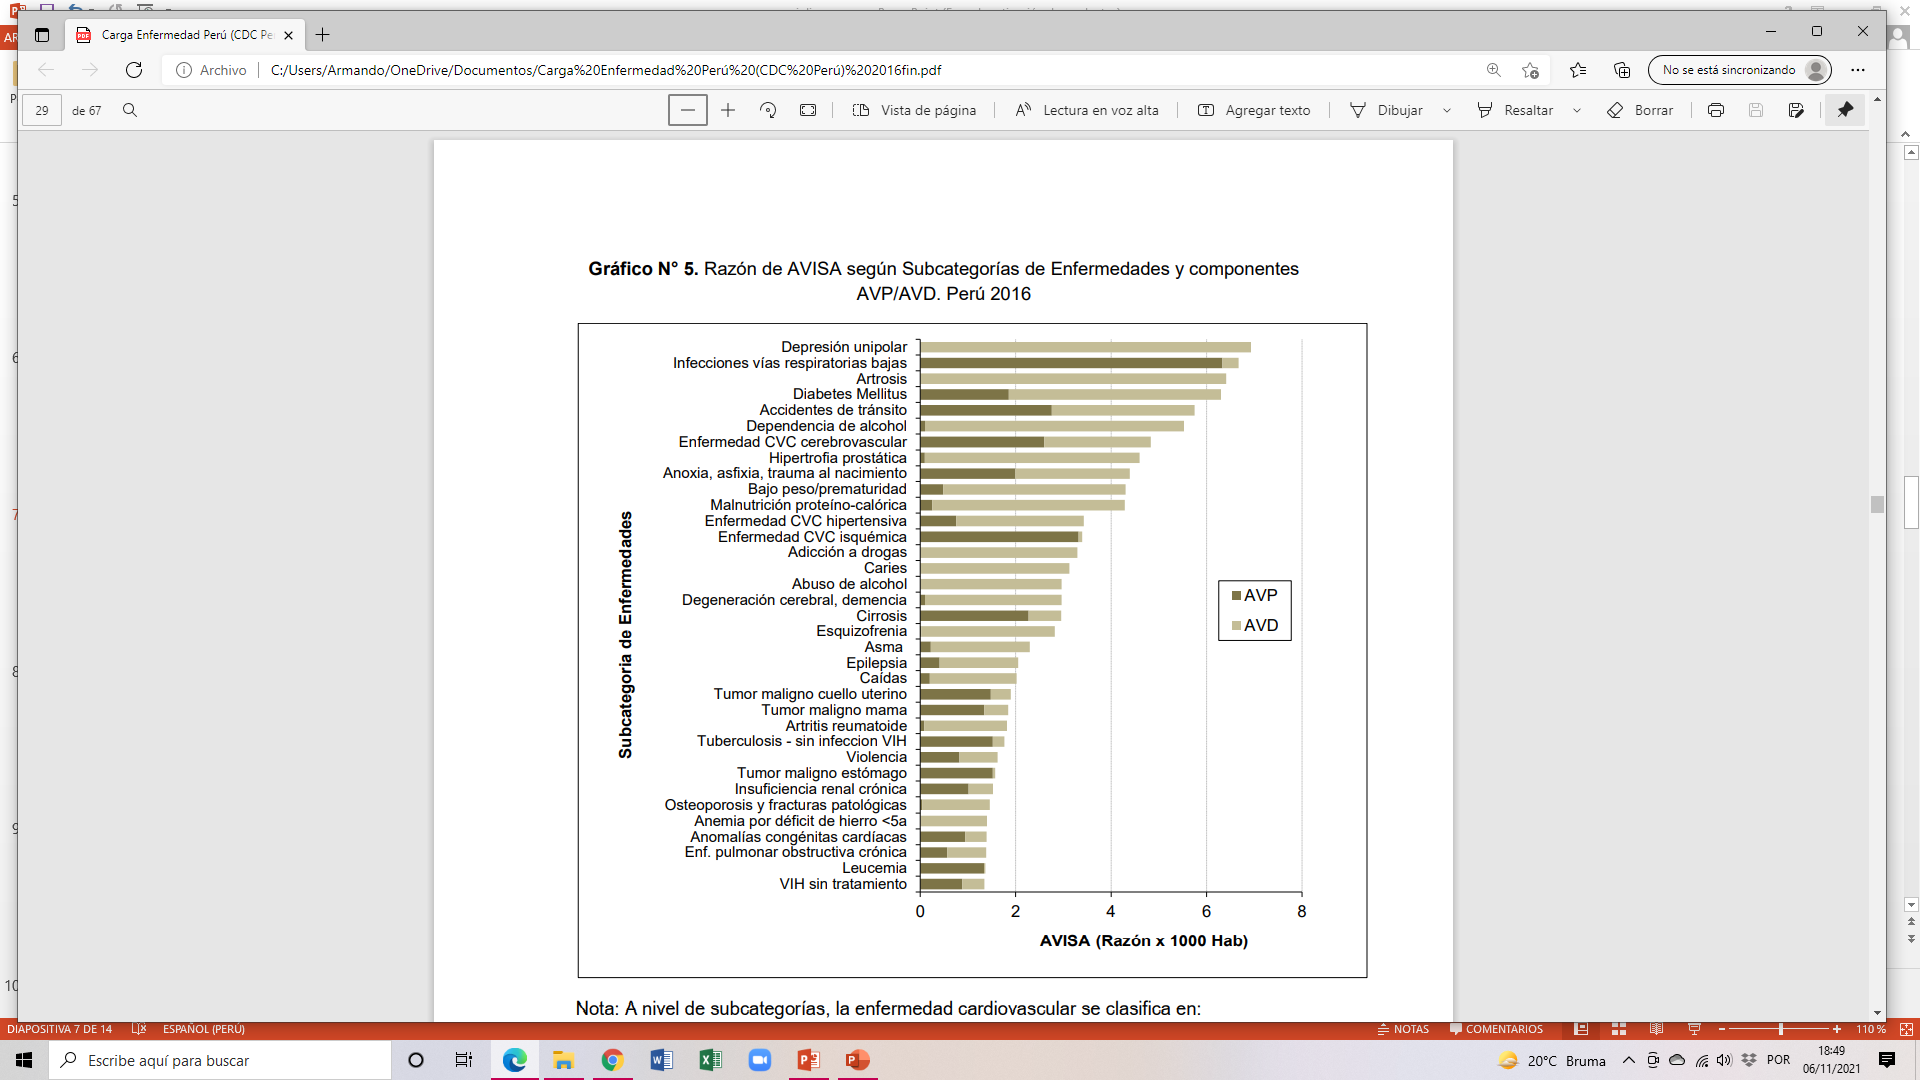 Carga Enfermedad Perú (CDC Pe
Archivo
C:/Users/Armando/OneDrive/Documentos/Carga%20Enfermedad%20Perú%20(CDC%20Perú)%202016fin.pdf
No se está sincronizando
29 de 67
Vista de página
Lectura en voz alta
Agregar texto
Dibujar
Resaltar
Borrar
Gráfico N° 5. Razón de AVISA según Subcategorías de Enfermedades y componentes
AVP/AVD. Perú 2016
Subcategoria de Enfermedades
Depresión unipolar
Infecciones vías respiratorias bajas
Artrosis
Diabetes Mellitus
Accidentes de tránsito
Dependencia de alcohol
Enfermedad CVC cerebrovascular
Hipertrofia prostática
Anoxia, asfixia, trauma al nacimiento
Bajo peso/prematuridad
Malnutrición proteíno-calórica
Enfermedad CVC hipertensiva
Enfermedad CVC isquémica
Adicción a drogas
Caries
Abuso de alcohol
Degeneración cerebral, demencia
Cirrosis
Esquizofrenia
Asma
Epilepsia
Caídas
Tumor maligno cuello uterino
Tumor maligno mama
Artritis reumatoide
Tuberculosis - sin infeccion VIH
Violencia
Tumor maligno estómago
Insuficiencia renal crónica
Osteoporosis y fracturas patológicas
Anemia por déficit de hierro <5a
Anomalías congénitas cardíacas
Enf. pulmonar obstructiva crónica
Leucemia
VIH sin tratamiento
AVP
AVD
0 2 4 6 8
AVISA (Razón x 1000 Hab)
Nota: A nivel de subcategorías, la enfermedad cardiovascular se clasifica en:
DIAPOSITIVA 7 DE 14
ESPAÑOL (PERÚ)
NOTAS
COMENTARIOS
110 %
Escribe aquí para buscar
20°C Bruma
POR
18:49
06/11/2021